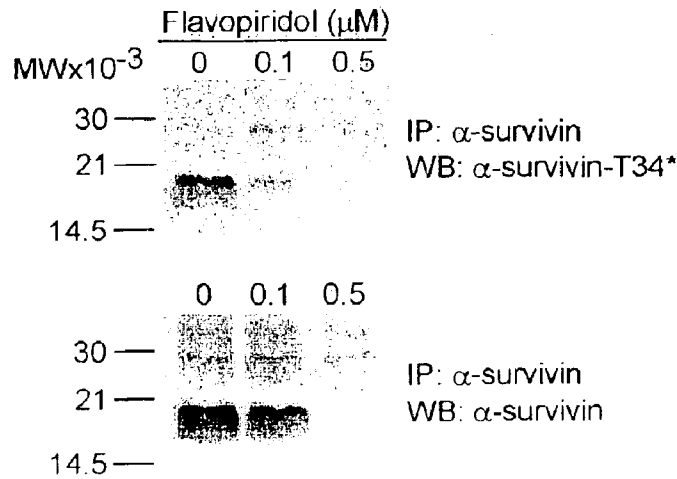 Flavopiridol (μM)
MWx10⁻³ 0 0.1 0.5
30
21
14.5
IP: α-survivin
WB: α-survivin-T34*
0 0.1 0.5
30
21
14.5
IP: α-survivin
WB: α-survivin